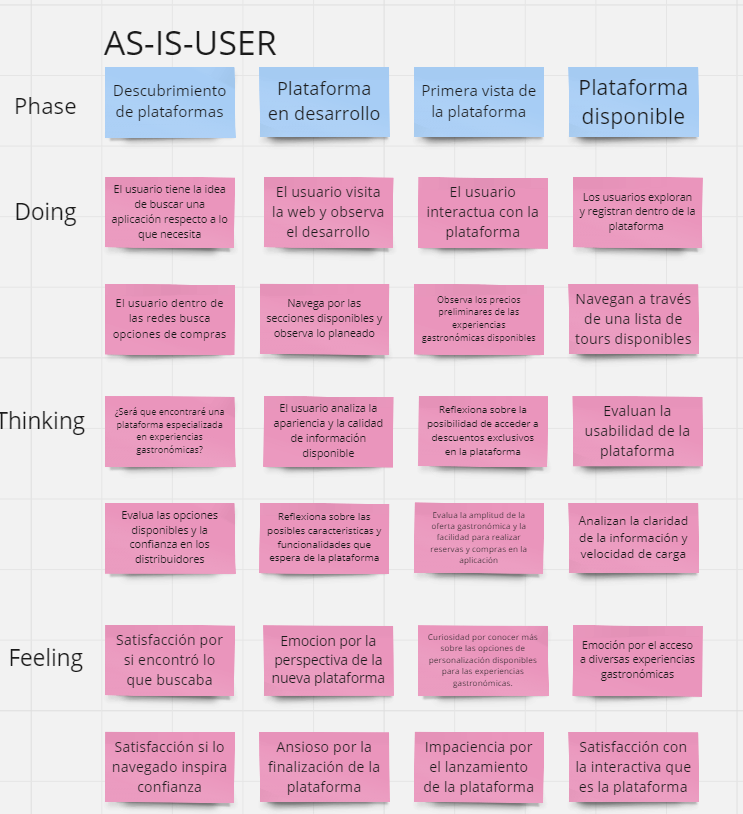 AS-IS-USER
Phase
Descubrimiento
de plataformas
Plataforma
en desarrollo
Primera vista de
la plataforma
Plataforma
disponible
Doing
El usuario tiene la idea
de buscar una
aplicación respecto a lo
que necesita
El usuario visita
la web y observa
el desarrollo
El usuario
interactua con la
plataforma
Los usuarios exploran
y registran dentro de la
plataforma
El usuario dentro de
las redes busca
opciones de compras
Navega por las
secciones disponibles y
observa lo planeado
Observa los precios
preliminares de las
experiencias
gastronómicas disponibles
Navegan a través
de una lista de
tours disponibles
Thinking
¿Será que encontraré una
plataforma especializada
en experiencias
gastronómicas?
El usuario analiza la
apariencia y la calidad
de información
disponible
Reflexiona sobre la
posibilidad de acceder a
descuentos exclusivos
en la plataforma
Evaluan la
usabilidad de la
plataforma
Evalua las opciones
disponibles y la
confianza en los
distribuidores
Reflexiona sobre las
posibles caracteristicas y
funcionalidades que
espera de la plataforma
Evalua la amplitud de la
oferta gastronómica y la
facilidad para realizar
reservas y compras en la
aplicación
Analizan la claridad
de la información y
velocidad de carga
Feeling
Satisfacción por
si encontró lo
que buscaba
Emocion por la
perspectiva de la
nueva plataforma
Curiosidad por conocer más
sobre las opciones de
personalización disponibles
para las experiencias
gastronómicas.
Emoción por el acceso
a diversas experiencias
gastronómicas
Satisfacción si lo
navegado inspira
confianza
Ansioso por la
finalización de la
plataforma
Impaciencia por
el lanzamiento
de la plataforma
Satisfacción con
la interactiva que
es la plataforma